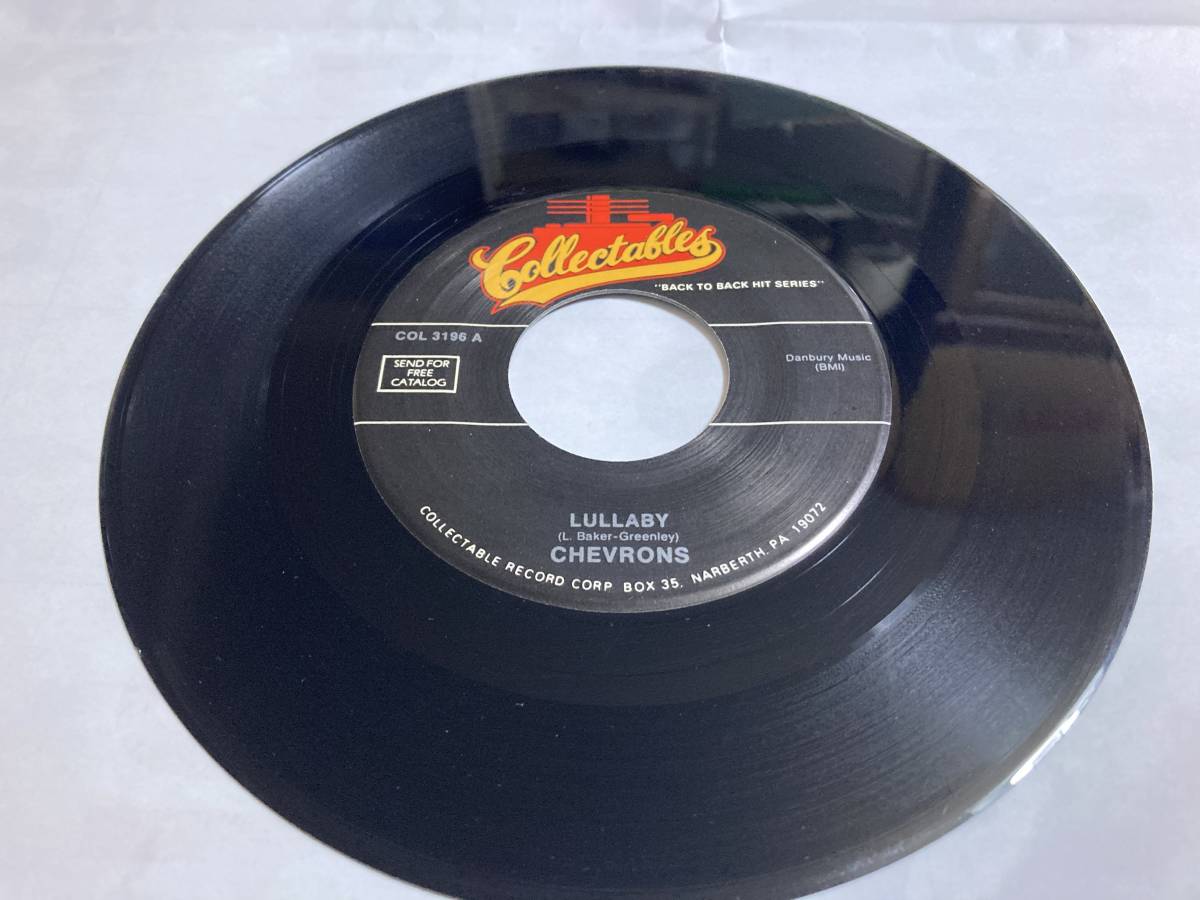 Collectables
"BACK TO BACK HIT SERIES"
COL 3196 A
SEND FOR
FREE
CATALOG
Danbury Music
(BMI)
LULLABY
(L. Baker-Greenley)
CHEVRONS
COLLECTABLE RECORD CORP BOX 35, NARBERTH, PA 19072